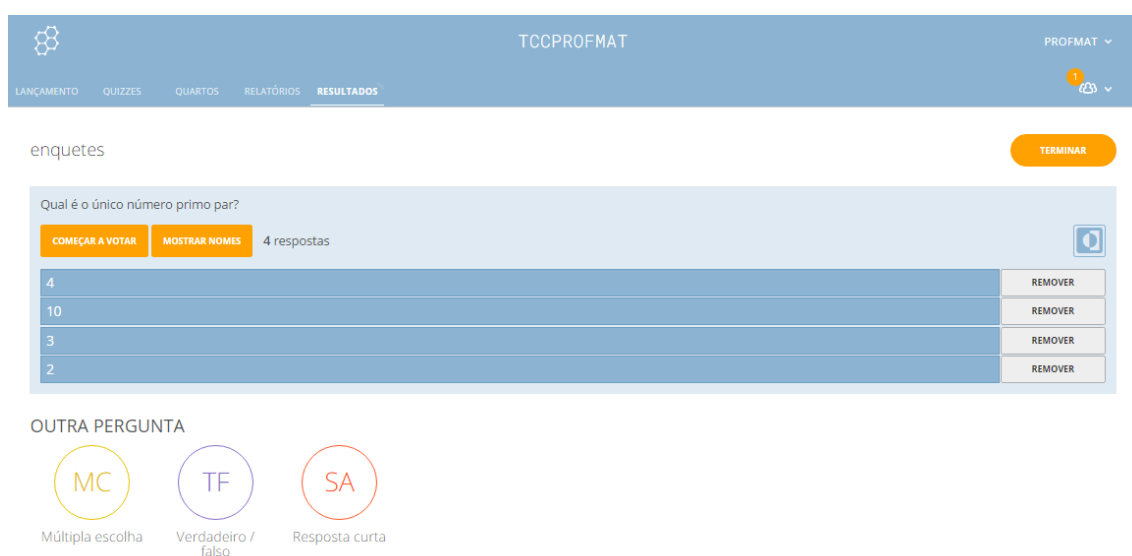 TCCPROFMAT
PROFMAT
1
LANÇAMENTO QUIZZES QUARTOS RELATÓRIOS RESULTADOS
enquetes
TERMINAR
Qual é o único número primo par?
COMEÇAR A VOTAR MOSTRAR NOMES 4 respostas
4 REMOVER
10 REMOVER
3 REMOVER
2 REMOVER
OUTRA PERGUNTA
MC TF SA
Múltipla escolha Verdadeiro / Resposta curta
falso